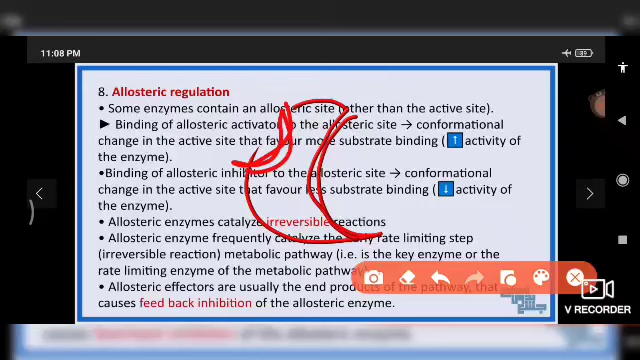 11:08 PM
89
8. Allosteric regulation
• Some enzymes contain an allosteric site (other than the active site).
► Binding of allosteric activator to the allosteric site → conformational
change in the active site that favour more substrate binding (↑ activity of
the enzyme).
•Binding of allosteric inhibitor to the allosteric site → conformational
change in the active site that favour less substrate binding (↓ activity of
the enzyme).
• Allosteric enzymes catalyze irreversible reactions
• Allosteric enzyme frequently catalyze the early rate limiting step
(irreversible reaction) metabolic pathway (i.e. is the key enzyme or the
rate limiting enzyme of the metabolic pathway)
• Allosteric effectors are usually the end products of the pathway, that
causes feed back inhibition of the allosteric enzyme.
V RECORDER